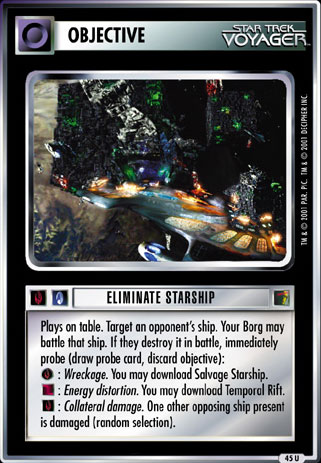 OBJECTIVE
STAR TREK
VOYAGER™
TM & © 2001 PAR. PIC. TM & © 2001 DECIPHER INC.
ELIMINATE STARSHIP
Plays on table. Target an opponent's ship. Your Borg may
battle that ship. If they destroy it in battle, immediately
probe (draw probe card, discard objective):
: Wreckage. You may download Salvage Starship.
: Energy distortion. You may download Temporal Rift.
: Collateral damage. One other opposing ship present
is damaged (random selection).
45 U